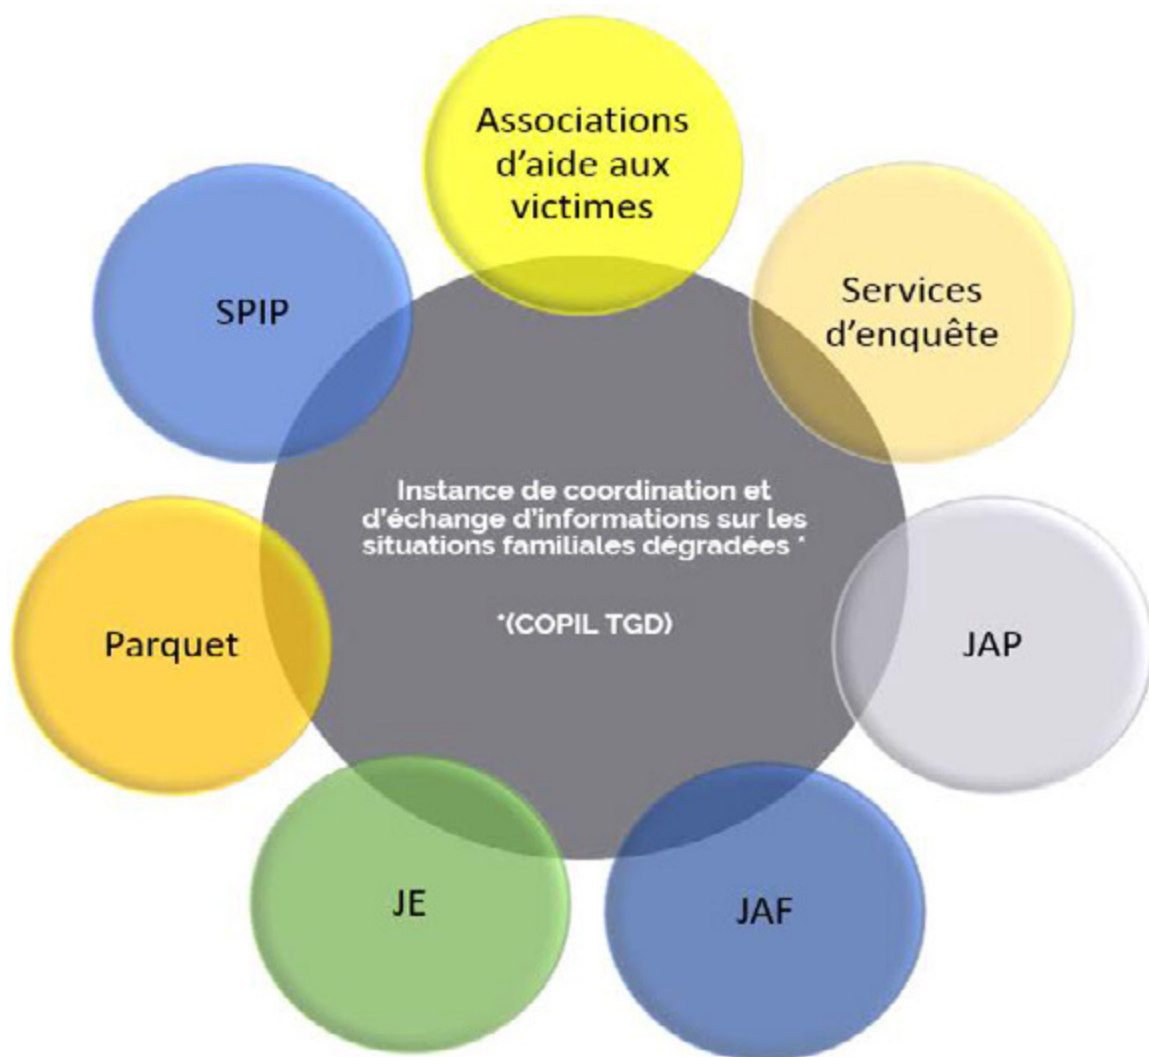 Associations
d'aide aux
victimes
SPIP
Services
d'enquête
Instance de coordination et
d'échange d'informations sur les
situations familiales dégradées *
*(COPIL TGD)
Parquet
JAP
JE
JAF